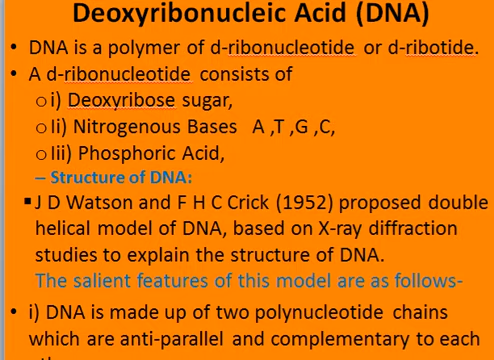 Deoxyribonucleic Acid (DNA)
• DNA is a polymer of d-ribonucleotide or d-ribotide.
• A d-ribonucleotide consists of
o i) Deoxyribose sugar,
o Ii) Nitrogenous Bases A ,T ,G ,C,
o Iii) Phosphoric Acid,
– Structure of DNA:
▪ J D Watson and F H C Crick (1952) proposed double
helical model of DNA, based on X-ray diffraction
studies to explain the structure of DNA.
The salient features of this model are as follows-
• i) DNA is made up of two polynucleotide chains
which are anti-parallel and complementary to each